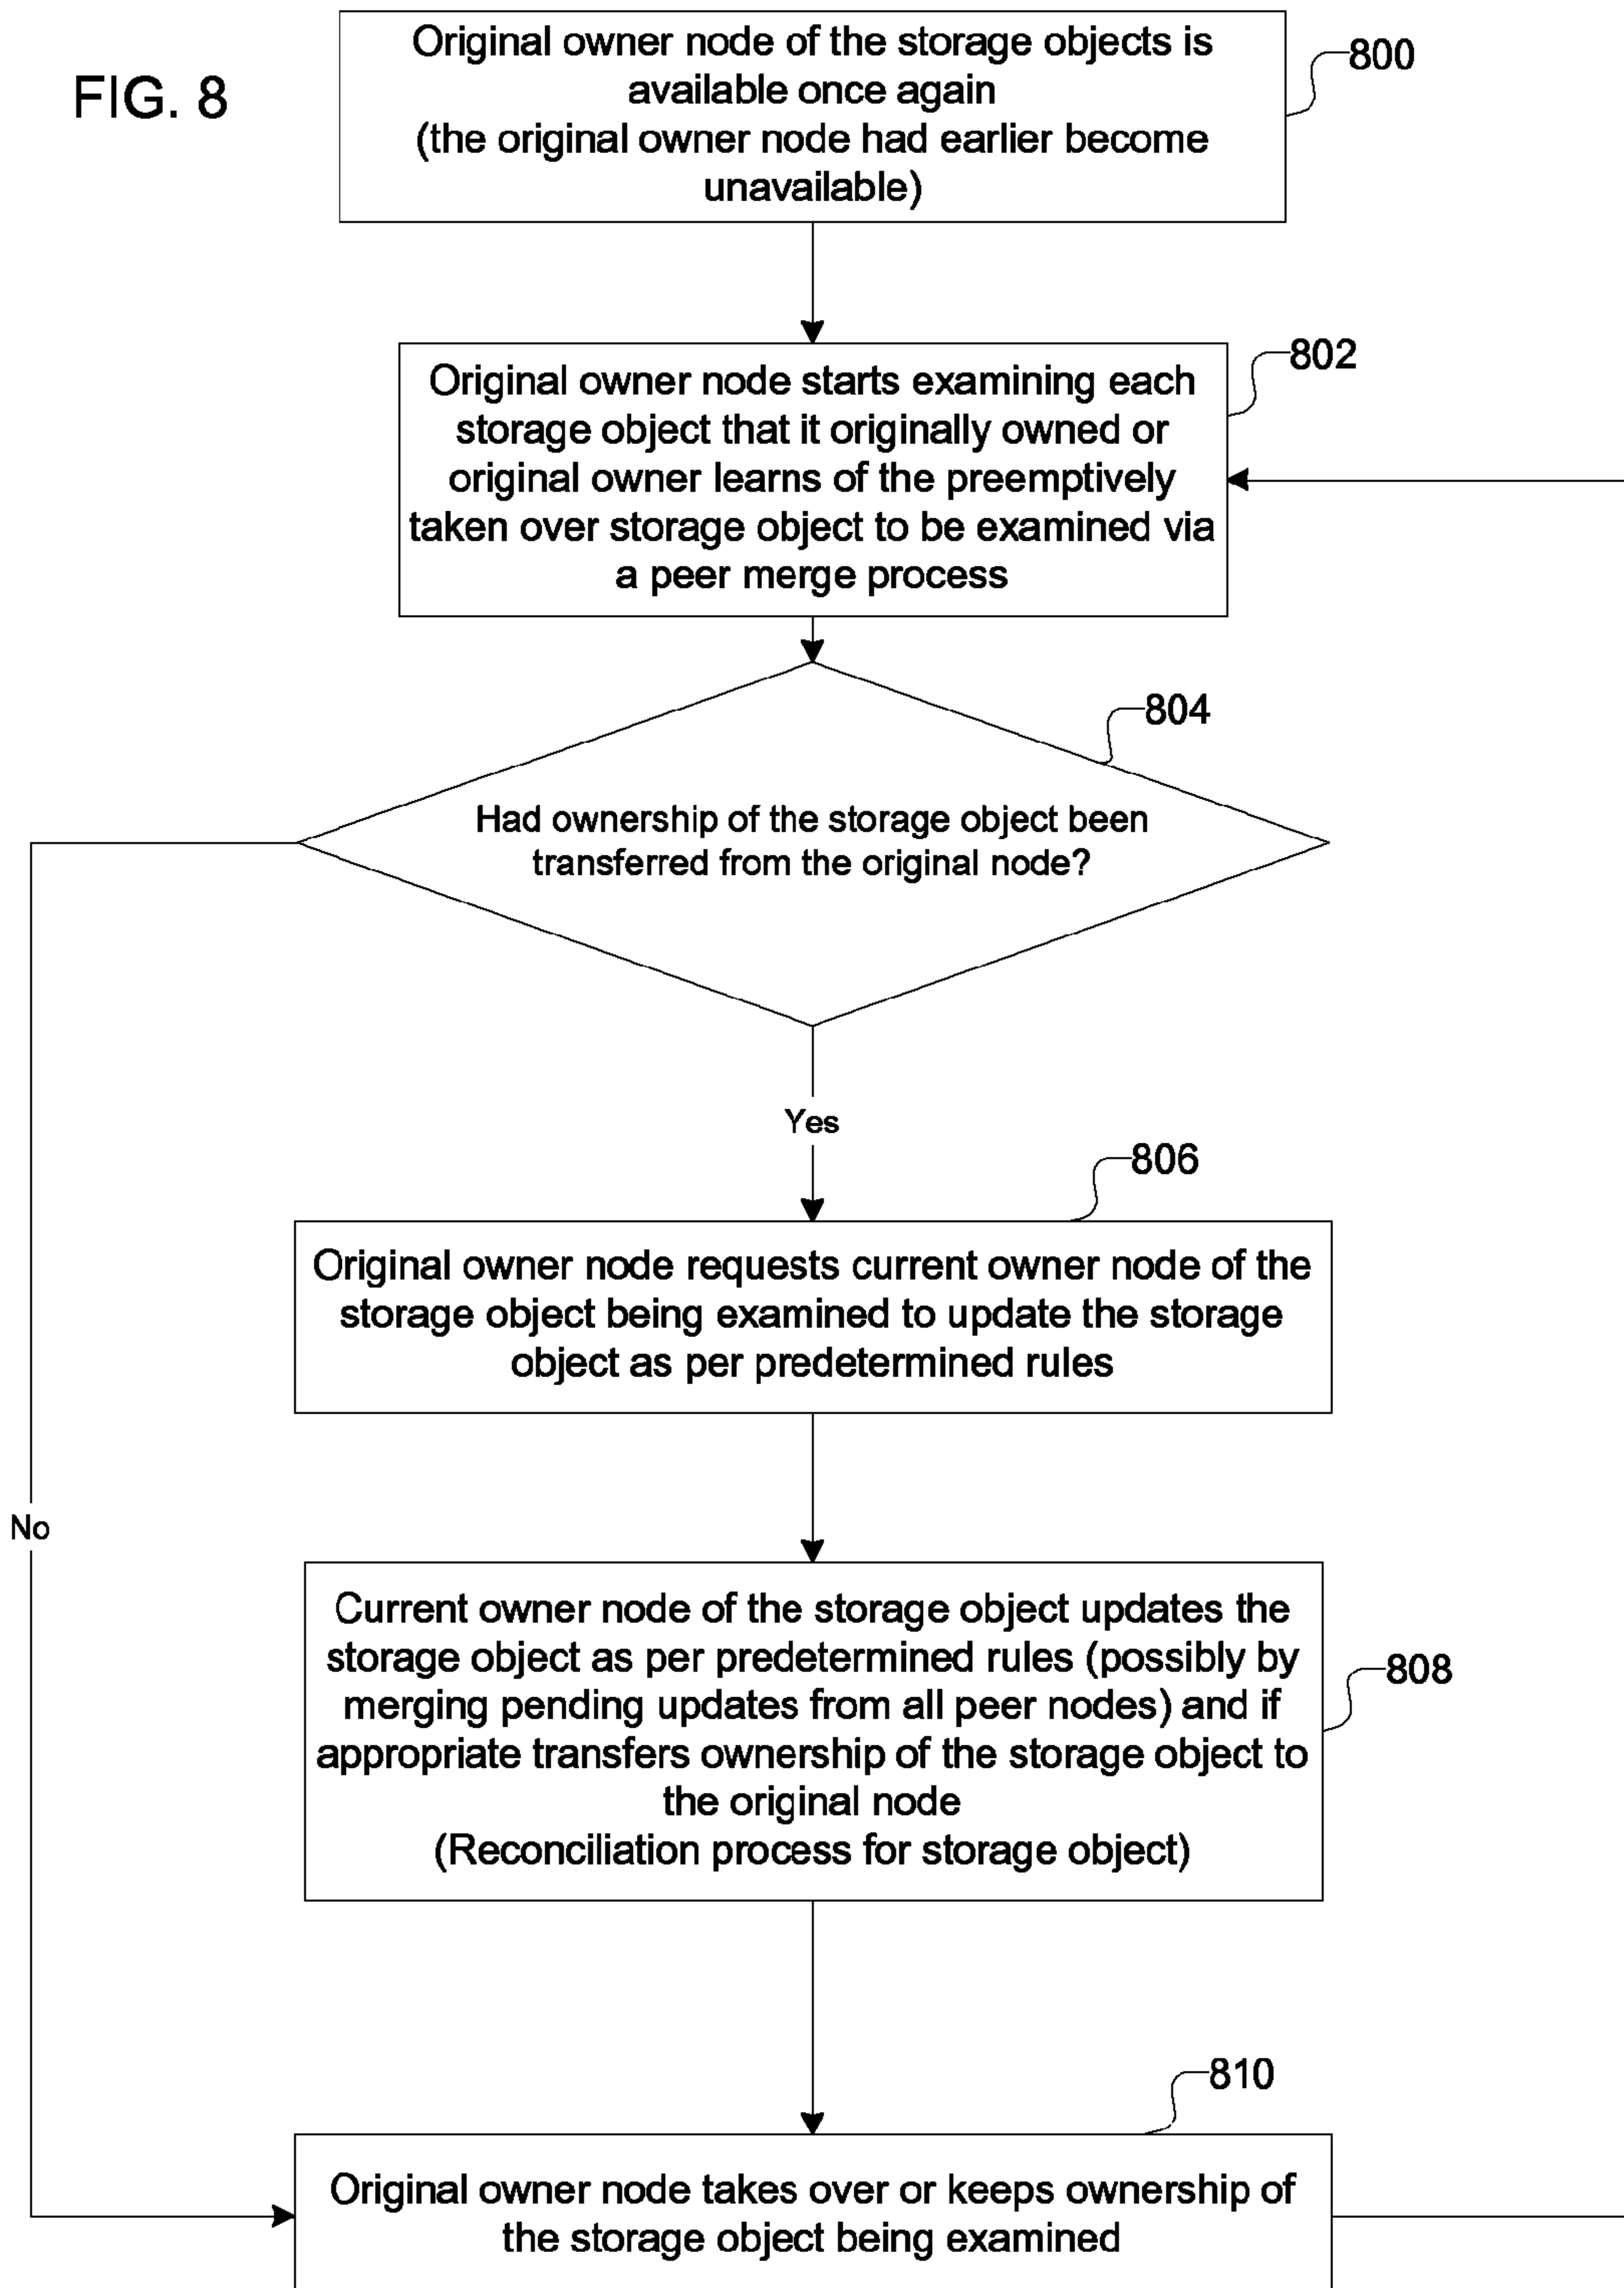 FIG. 8
Original owner node of the storage objects is
available once again
(the original owner node had earlier become
unavailable)
800
Original owner node starts examining each
storage object that it originally owned or
original owner learns of the preemptively
taken over storage object to be examined via
a peer merge process
802
804
Had ownership of the storage object been
transferred from the original node?
Yes
806
Original owner node requests current owner node of the
storage object being examined to update the storage
object as per predetermined rules
No
Current owner node of the storage object updates the
storage object as per predetermined rules (possibly by
merging pending updates from all peer nodes) and if
appropriate transfers ownership of the storage object to
the original node
(Reconciliation process for storage object)
808
810
Original owner node takes over or keeps ownership of
the storage object being examined